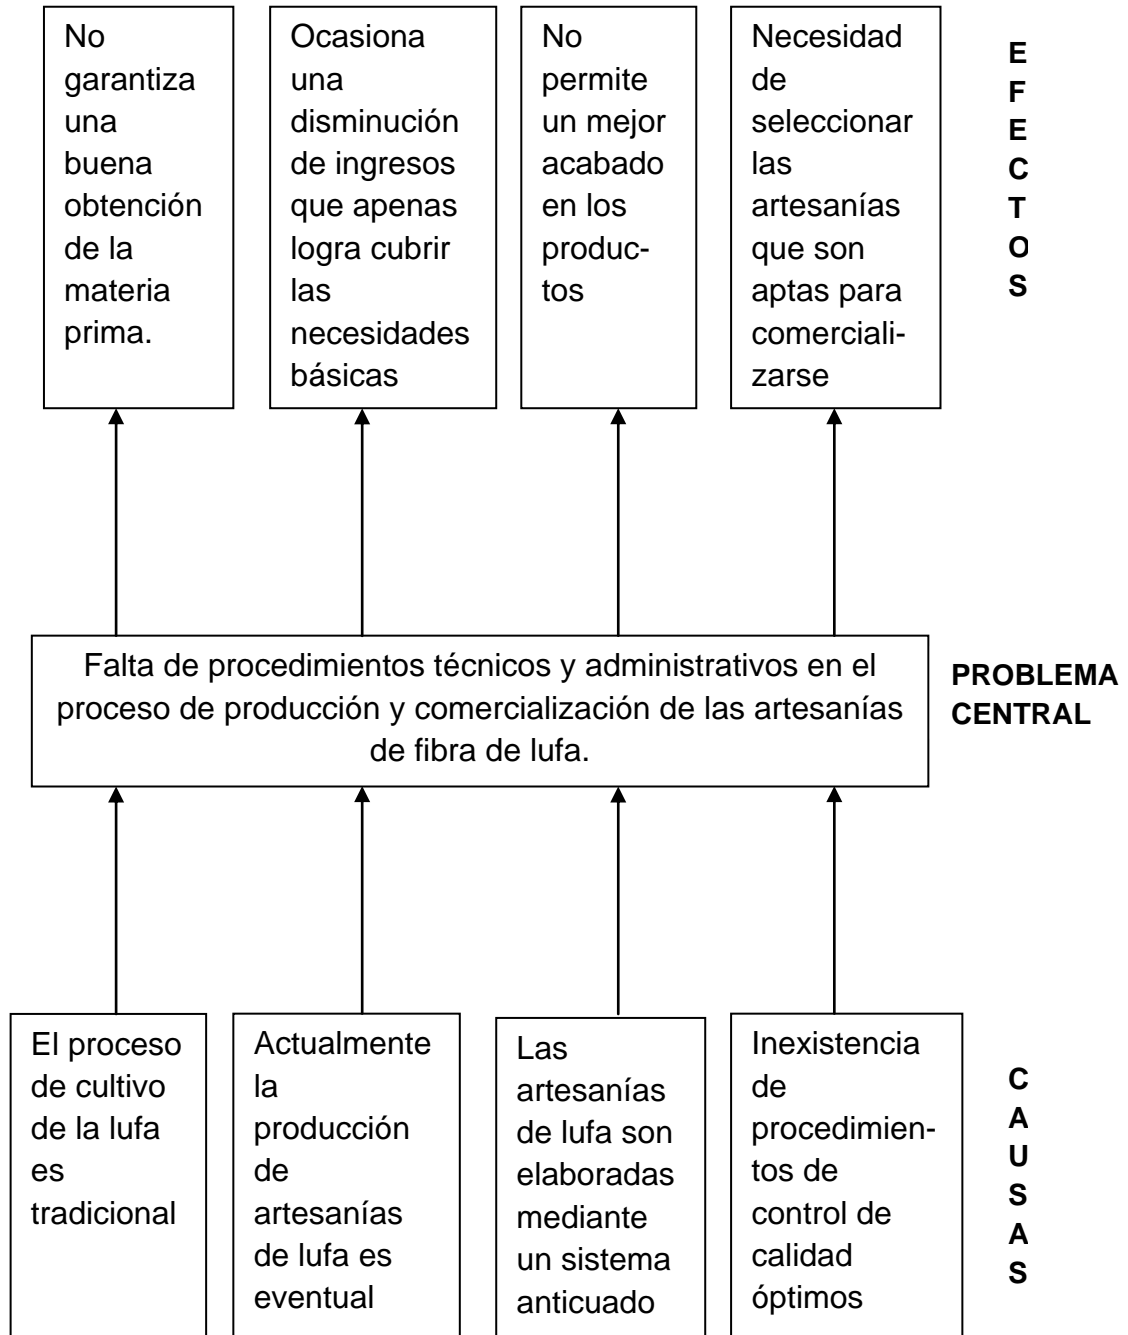 No
garantiza
una
buena
obtención
de la
materia
prima.
Ocasiona
una
disminución
de ingresos
que apenas
logra cubrir
las
necesidades
básicas
No
permite
un mejor
acabado
en los
produc-
tos
Necesidad
de
seleccionar
las
artesanías
que son
aptas para
comerciali-
zarse
E
F
E
C
T
O
S
Falta de procedimientos técnicos y administrativos en el
proceso de producción y comercialización de las artesanías
de fibra de lufa.
PROBLEMA
CENTRAL
El proceso
de cultivo
de la lufa
es
tradicional
Actualmente
la
producción
de
artesanías
de lufa es
eventual
Las
artesanías
de lufa son
elaboradas
mediante
un sistema
anticuado
Inexistencia
de
procedimien-
tos de
control de
calidad
óptimos
C
A
U
S
A
S